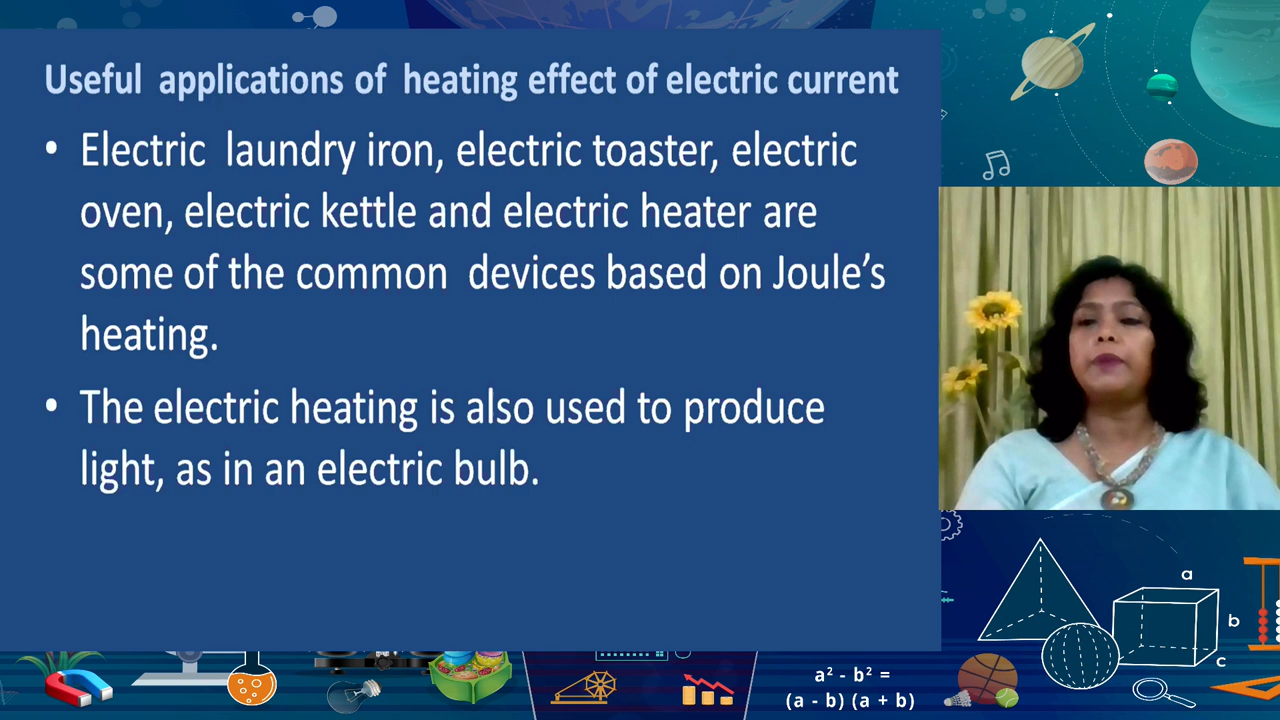 Useful applications of heating effect of electric current
• Electric laundry iron, electric toaster, electric
oven, electric kettle and electric heater are
some of the common devices based on Joule’s
heating.
• The electric heating is also used to produce
light, as in an electric bulb.
a
b
c
a² - b² =
(a - b) (a + b)